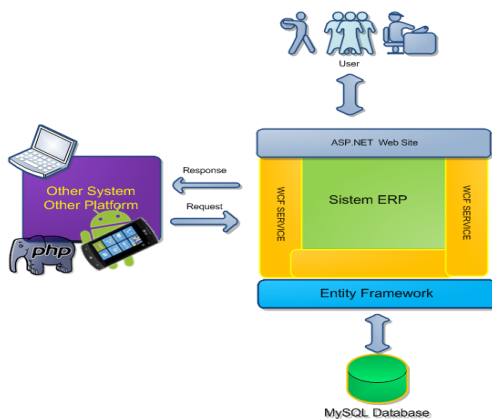 User
ASP.NET Web Site
Response
Other System
Other Platform
Request
WCF SERVICE
Sistem ERP
WCF SERVICE
php
Entity Framework
MySQL Database